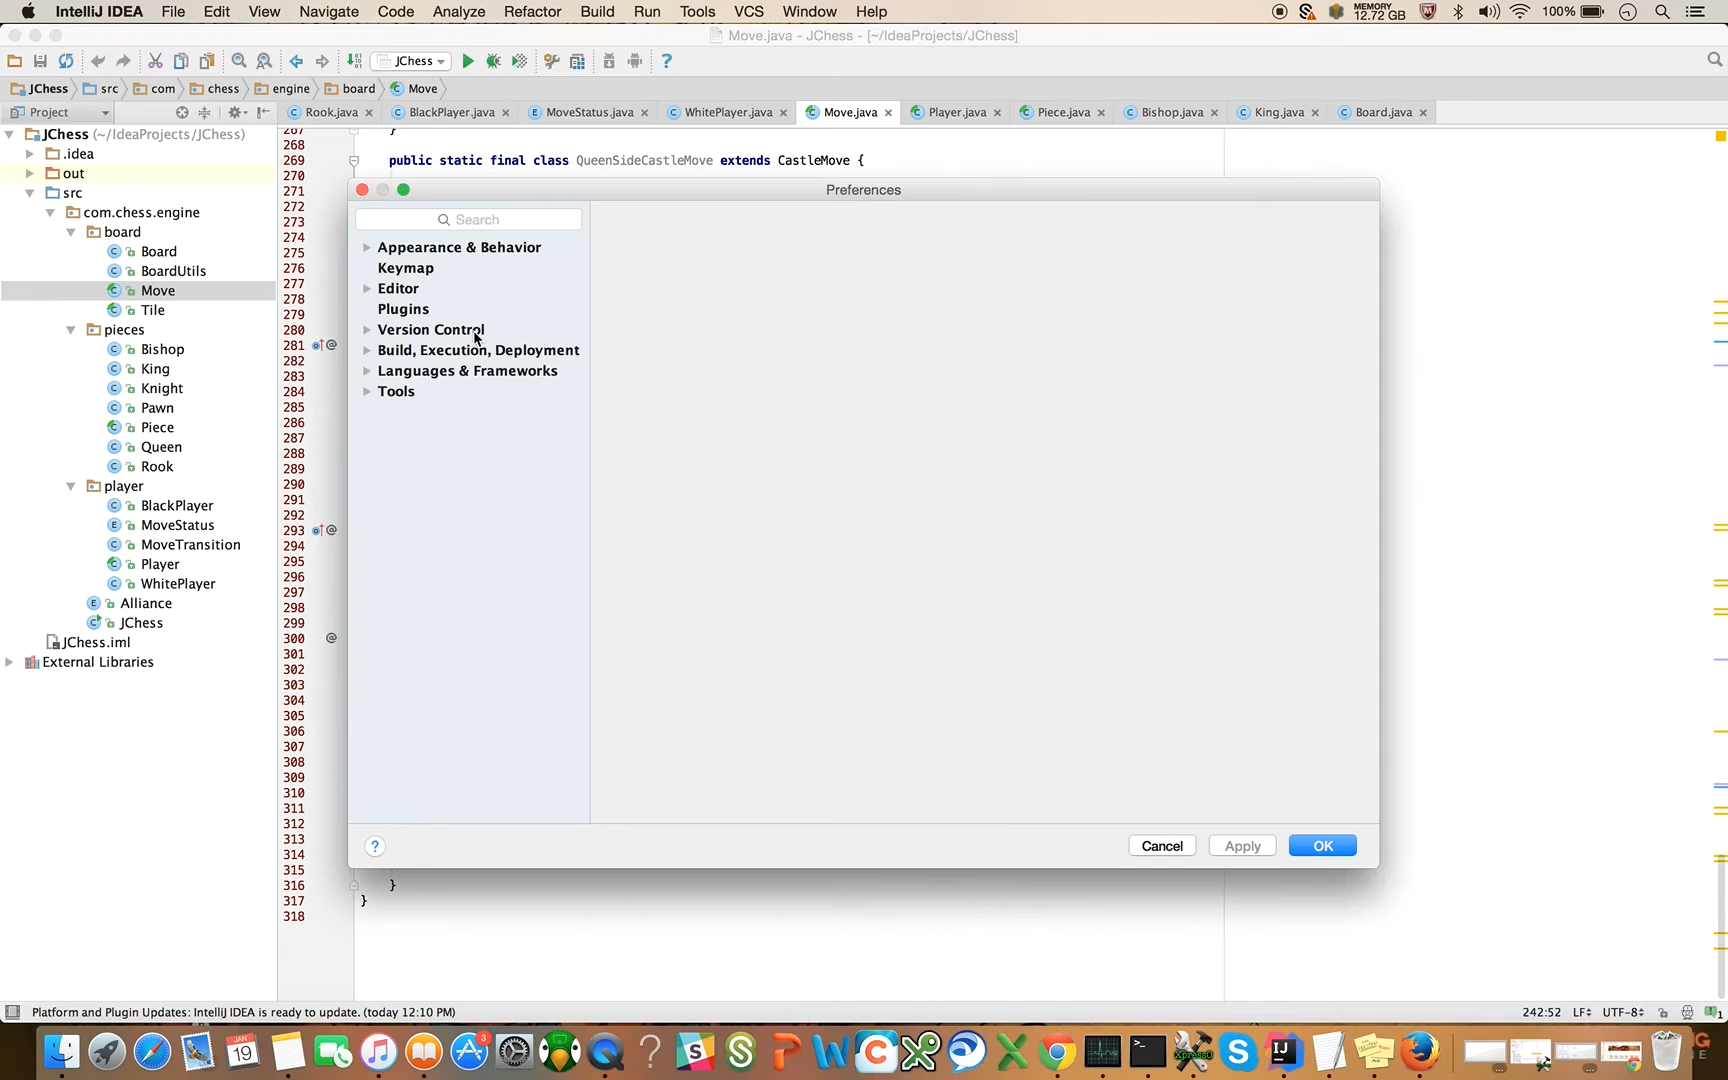 IntelliJ IDEA File Edit View Navigate Code Analyze Refactor Build Run Tools VCS Window Help MEMORY 12.72 GB 100%
Move.java - JChess - [~/IdeaProjects/JChess]
JChess
JChess src com chess engine board Move
Project Rook.java BlackPlayer.java MoveStatus.java WhitePlayer.java Move.java Player.java Piece.java Bishop.java King.java Board.java
JChess (~/IdeaProjects/JChess)
.idea
out
src
com.chess.engine
board
Board
BoardUtils
Move
Tile
pieces
Bishop
King
Knight
Pawn
Piece
Queen
Rook
player
BlackPlayer
MoveStatus
MoveTransition
Player
WhitePlayer
Alliance
JChess
JChess.iml
External Libraries
267 }
268
269 public static final class QueenSideCastleMove extends CastleMove {
270
271
272
273
274
275
276
277
278
279
280
281 @
282
283
284
285
286
287
288
289
290
291
292
293 @
294
295
296
297
298
299
300 @
301
302
303
304
305
306
307
308
309
310
311
312
313
314
315
316 }
317 }
318
Preferences
Search
Appearance & Behavior
Keymap
Editor
Plugins
Version Control
Build, Execution, Deployment
Languages & Frameworks
Tools
? Cancel Apply OK
Platform and Plugin Updates: IntelliJ IDEA is ready to update. (today 12:10 PM) 242:52 LF÷ UTF-8÷ 1
JAN 19 3